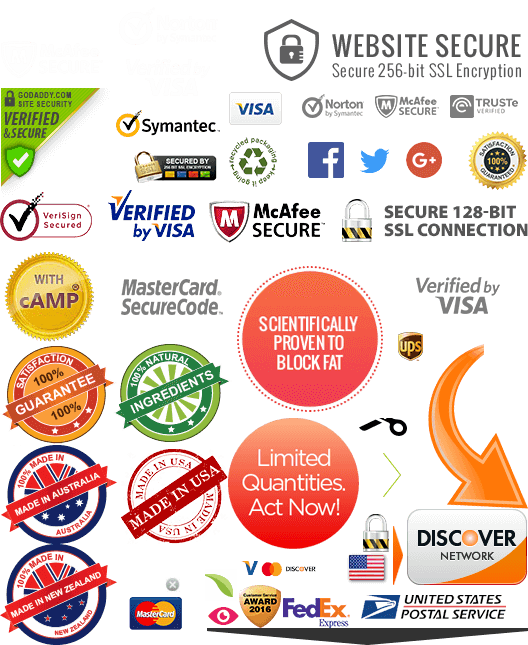 WEBSITE SECURE
Secure 256-bit SSL Encryption
GODADDY.COM
SITE SECURITY
VERIFIED
& SECURE
Symantec.
VISA
Norton
by Symantec
McAfee
SECURE
TRUSTe
VERIFIED
SECURED BY
256 BIT SSL ENCRYPTION
recycled packaging
keep it going
G+
SATISFACTION
100%
GUARANTEED
VeriSign
Secured
VERIFIED
by VISA
M
McAfee
SECURE™
SECURE 128-BIT
SSL CONNECTION
WITH
cAMP®
MasterCard®
SecureCode™
SCIENTIFICALLY
PROVEN TO
BLOCK FAT
Verified by
VISA
ups
SATISFACTION
100%
GUARANTEE
100%
100% NATURAL
INGREDIENTS
100% MADE IN
MADE IN AUSTRALIA
AUSTRALIA
MADE IN USA
MADE IN USA
MADE IN USA
Limited
Quantities.
Act Now!
DISCOVER
NETWORK
100% MADE IN
MADE IN NEW ZEALAND
NEW ZEALAND
MasterCard
V
DISCOVER
Customer Service
AWARD
2016
FedEx®
Express
UNITED STATES
POSTAL SERVICE®